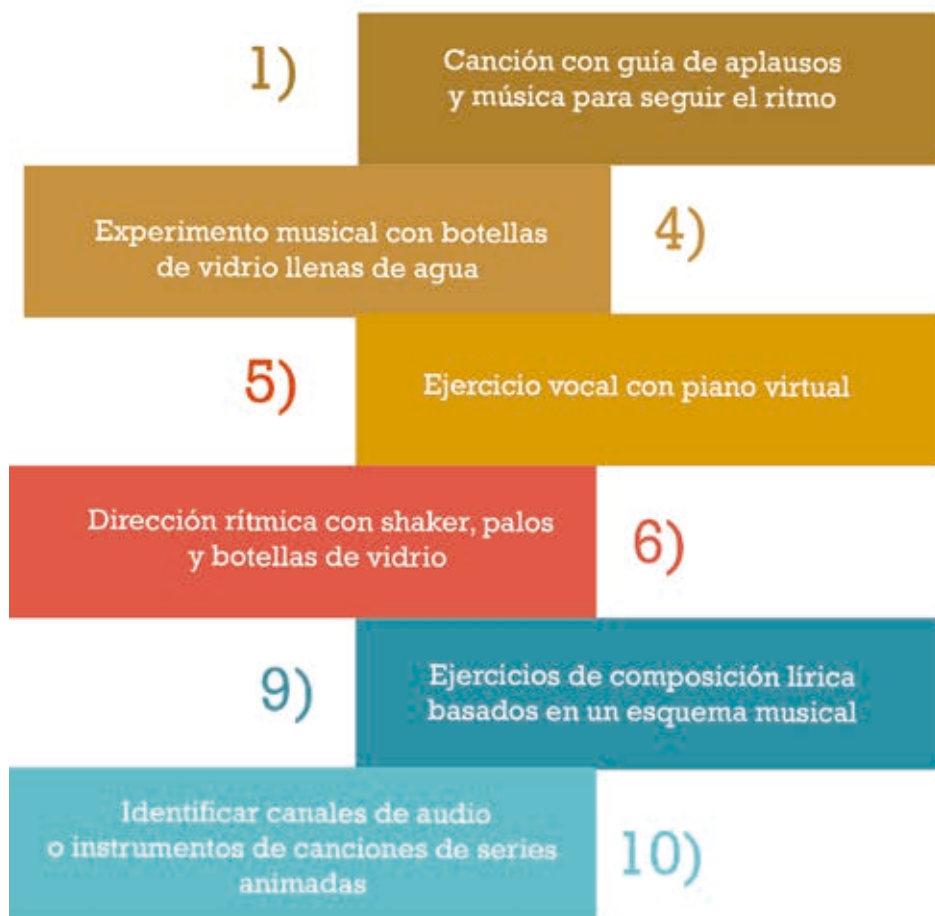 1)
Canción con guía de aplausos
y música para seguir el ritmo
Experimento musical con botellas
de vidrio llenas de agua
4)
5)
Ejercicio vocal con piano virtual
Dirección rítmica con shaker, palos
y botellas de vidrio
6)
9)
Ejercicios de composición lírica
basados en un esquema musical
Identificar canales de audio
o instrumentos de canciones de series
animadas
10)